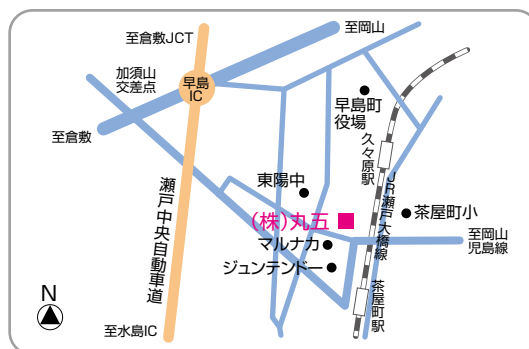 至倉敷JCT
至岡山
加須山
交差点
早島
IC
早島町
役場
至倉敷
久々原駅
東陽中
瀬戸中央自動車道
JR瀬戸大橋線
茶屋町小
(株)丸五
至岡山
児島線
マルナカ
ジュンテンドー
茶屋町駅
N
至水島IC